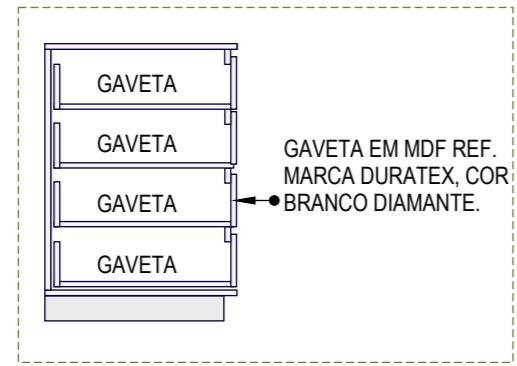 GAVETA
GAVETA
GAVETA
GAVETA
GAVETA EM MDF REF.
MARCA DURATEX, COR
BRANCO DIAMANTE.